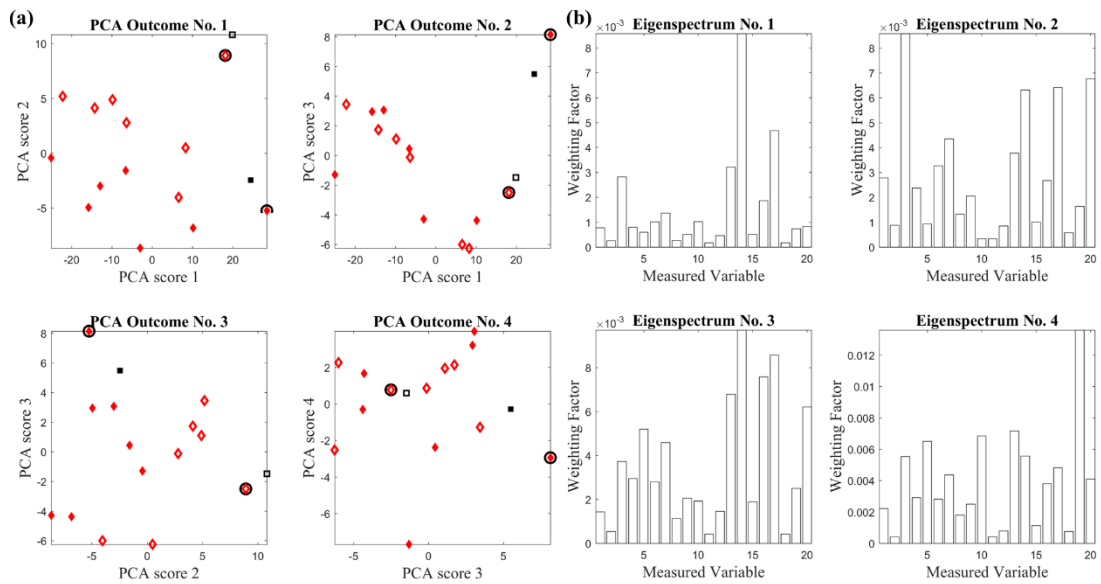 (a)
PCA Outcome No. 1
PCA score 2
10
5
0
-5
-20 -10 0 10 20
PCA score 1
PCA Outcome No. 2
PCA score 3
8
6
4
2
0
-2
-4
-6
-20 -10 0 10 20
PCA score 1
PCA Outcome No. 3
PCA score 3
8
6
4
2
0
-2
-4
-6
-5 0 5 10
PCA score 2
PCA Outcome No. 4
PCA score 4
4
2
0
-2
-4
-6
-5 0 5
PCA score 3
(b)
Eigenspectrum No. 1
×10⁻³
Weighting Factor
8
7
6
5
4
3
2
1
0
5 10 15 20
Measured Variable
Eigenspectrum No. 2
×10⁻³
Weighting Factor
8
7
6
5
4
3
2
1
0
5 10 15 20
Measured Variable
Eigenspectrum No. 3
×10⁻³
Weighting Factor
8
6
4
2
0
5 10 15 20
Measured Variable
Eigenspectrum No. 4
Weighting Factor
0.012
0.01
0.008
0.006
0.004
0.002
0
5 10 15 20
Measured Variable